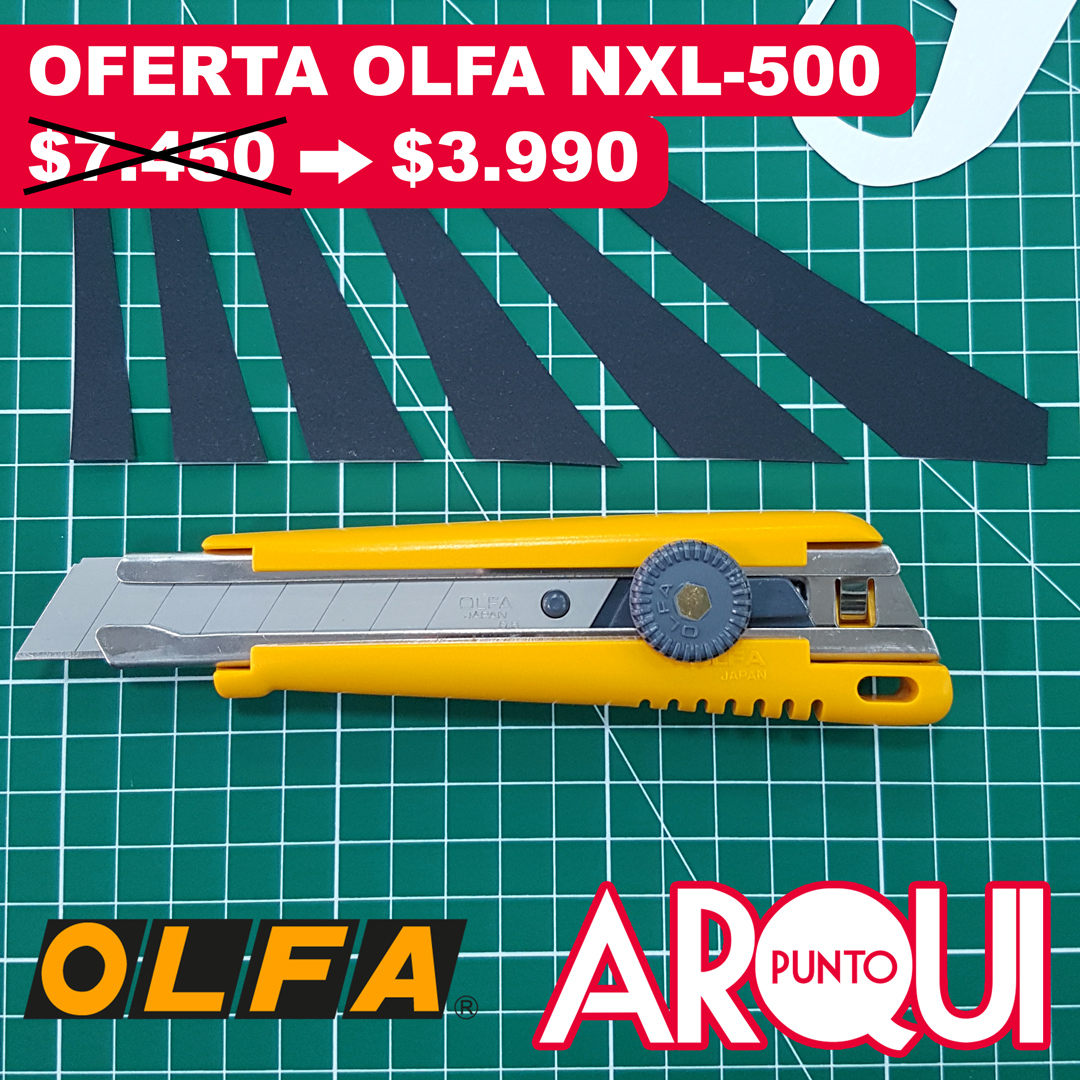 OFERTA OLFA NXL-500
$7.450 ➡ $3.990
OLFA
JAPAN
OLFA
OLFA
JAPAN
OLFA®
ARQUI
PUNTO